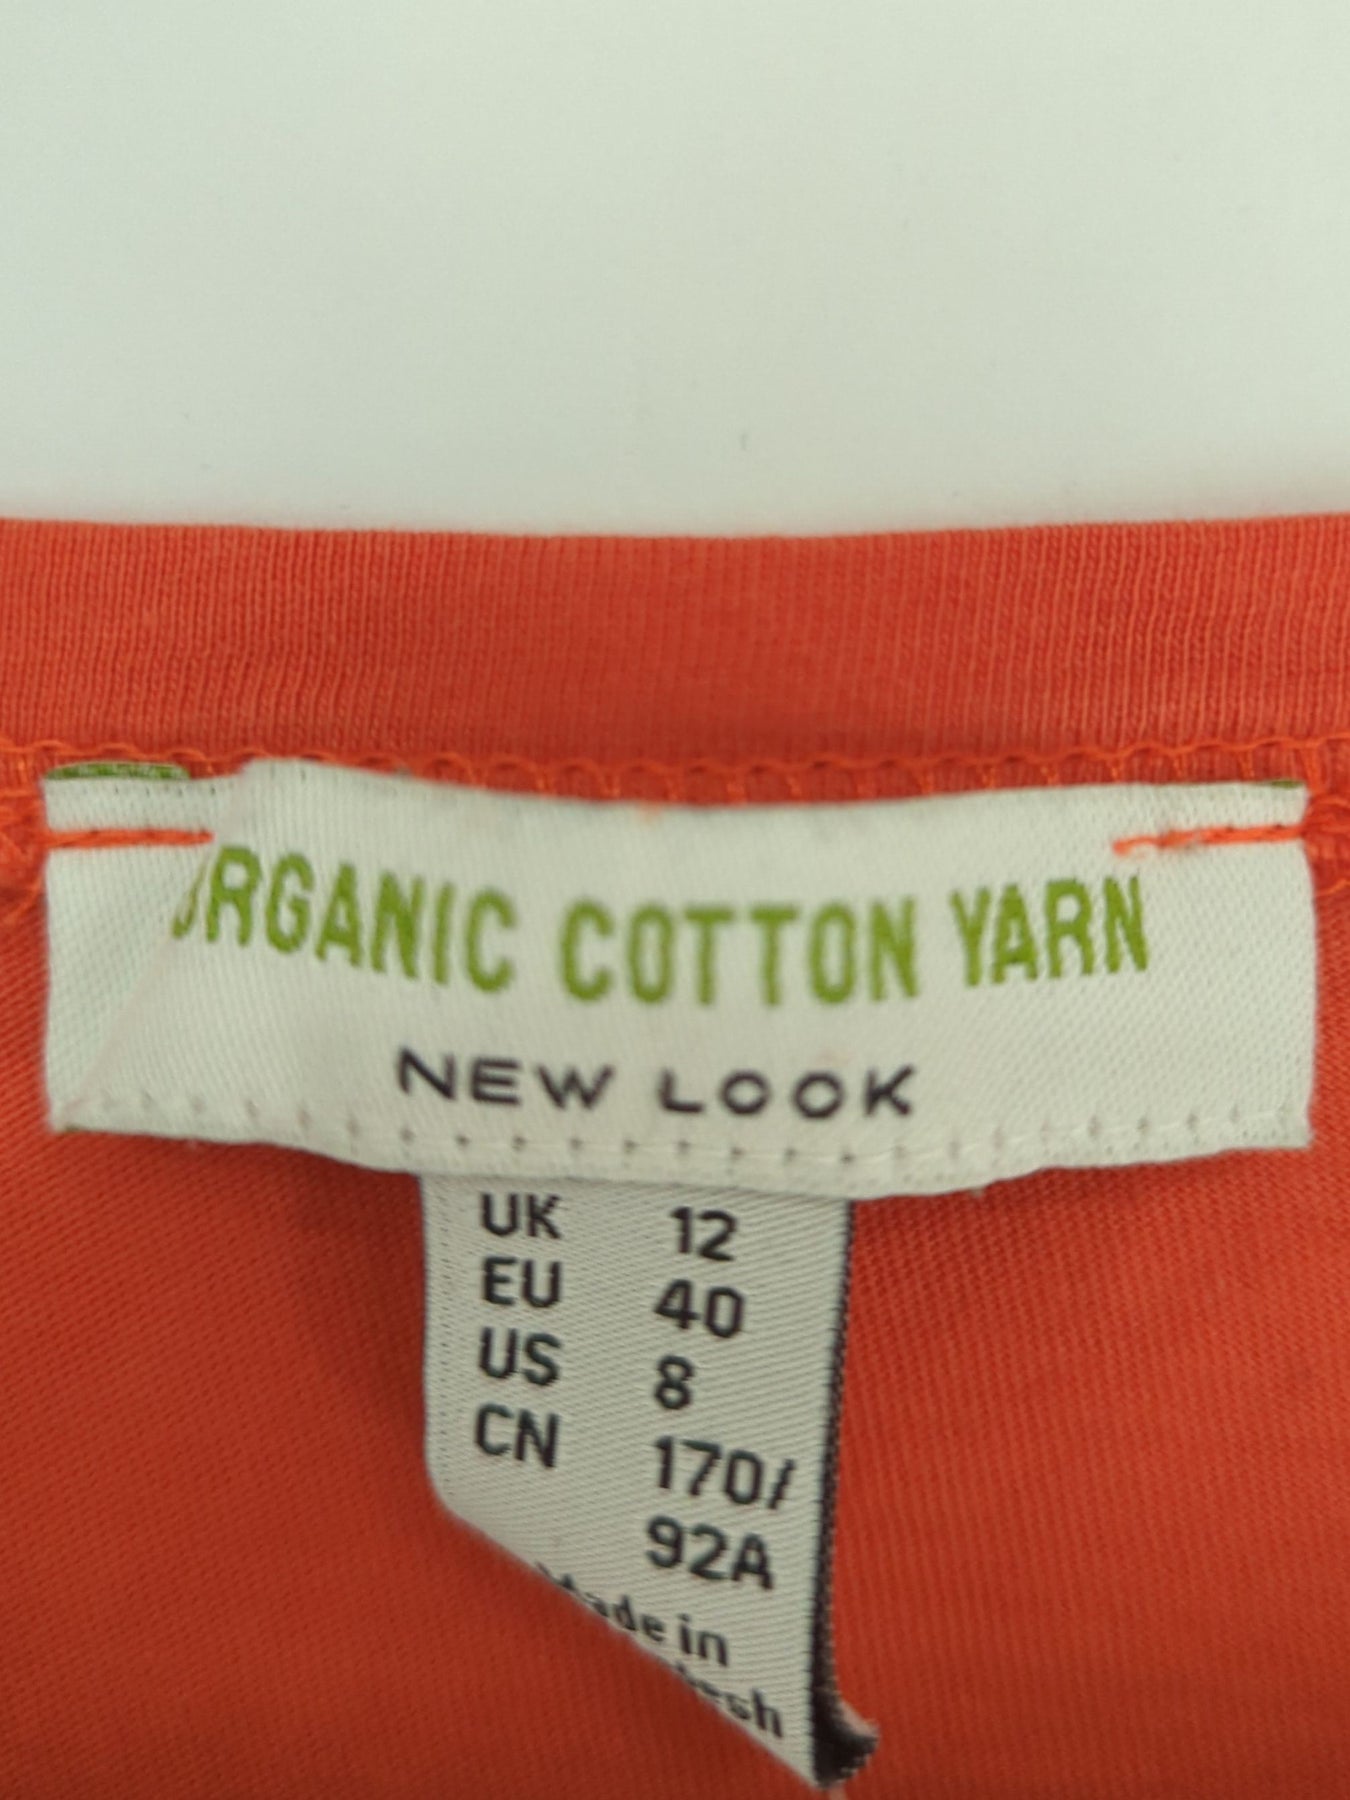 ORGANIC COTTON YARN
NEW LOOK
UK 12
EU 40
US 8
CN 170/
92A
Made in